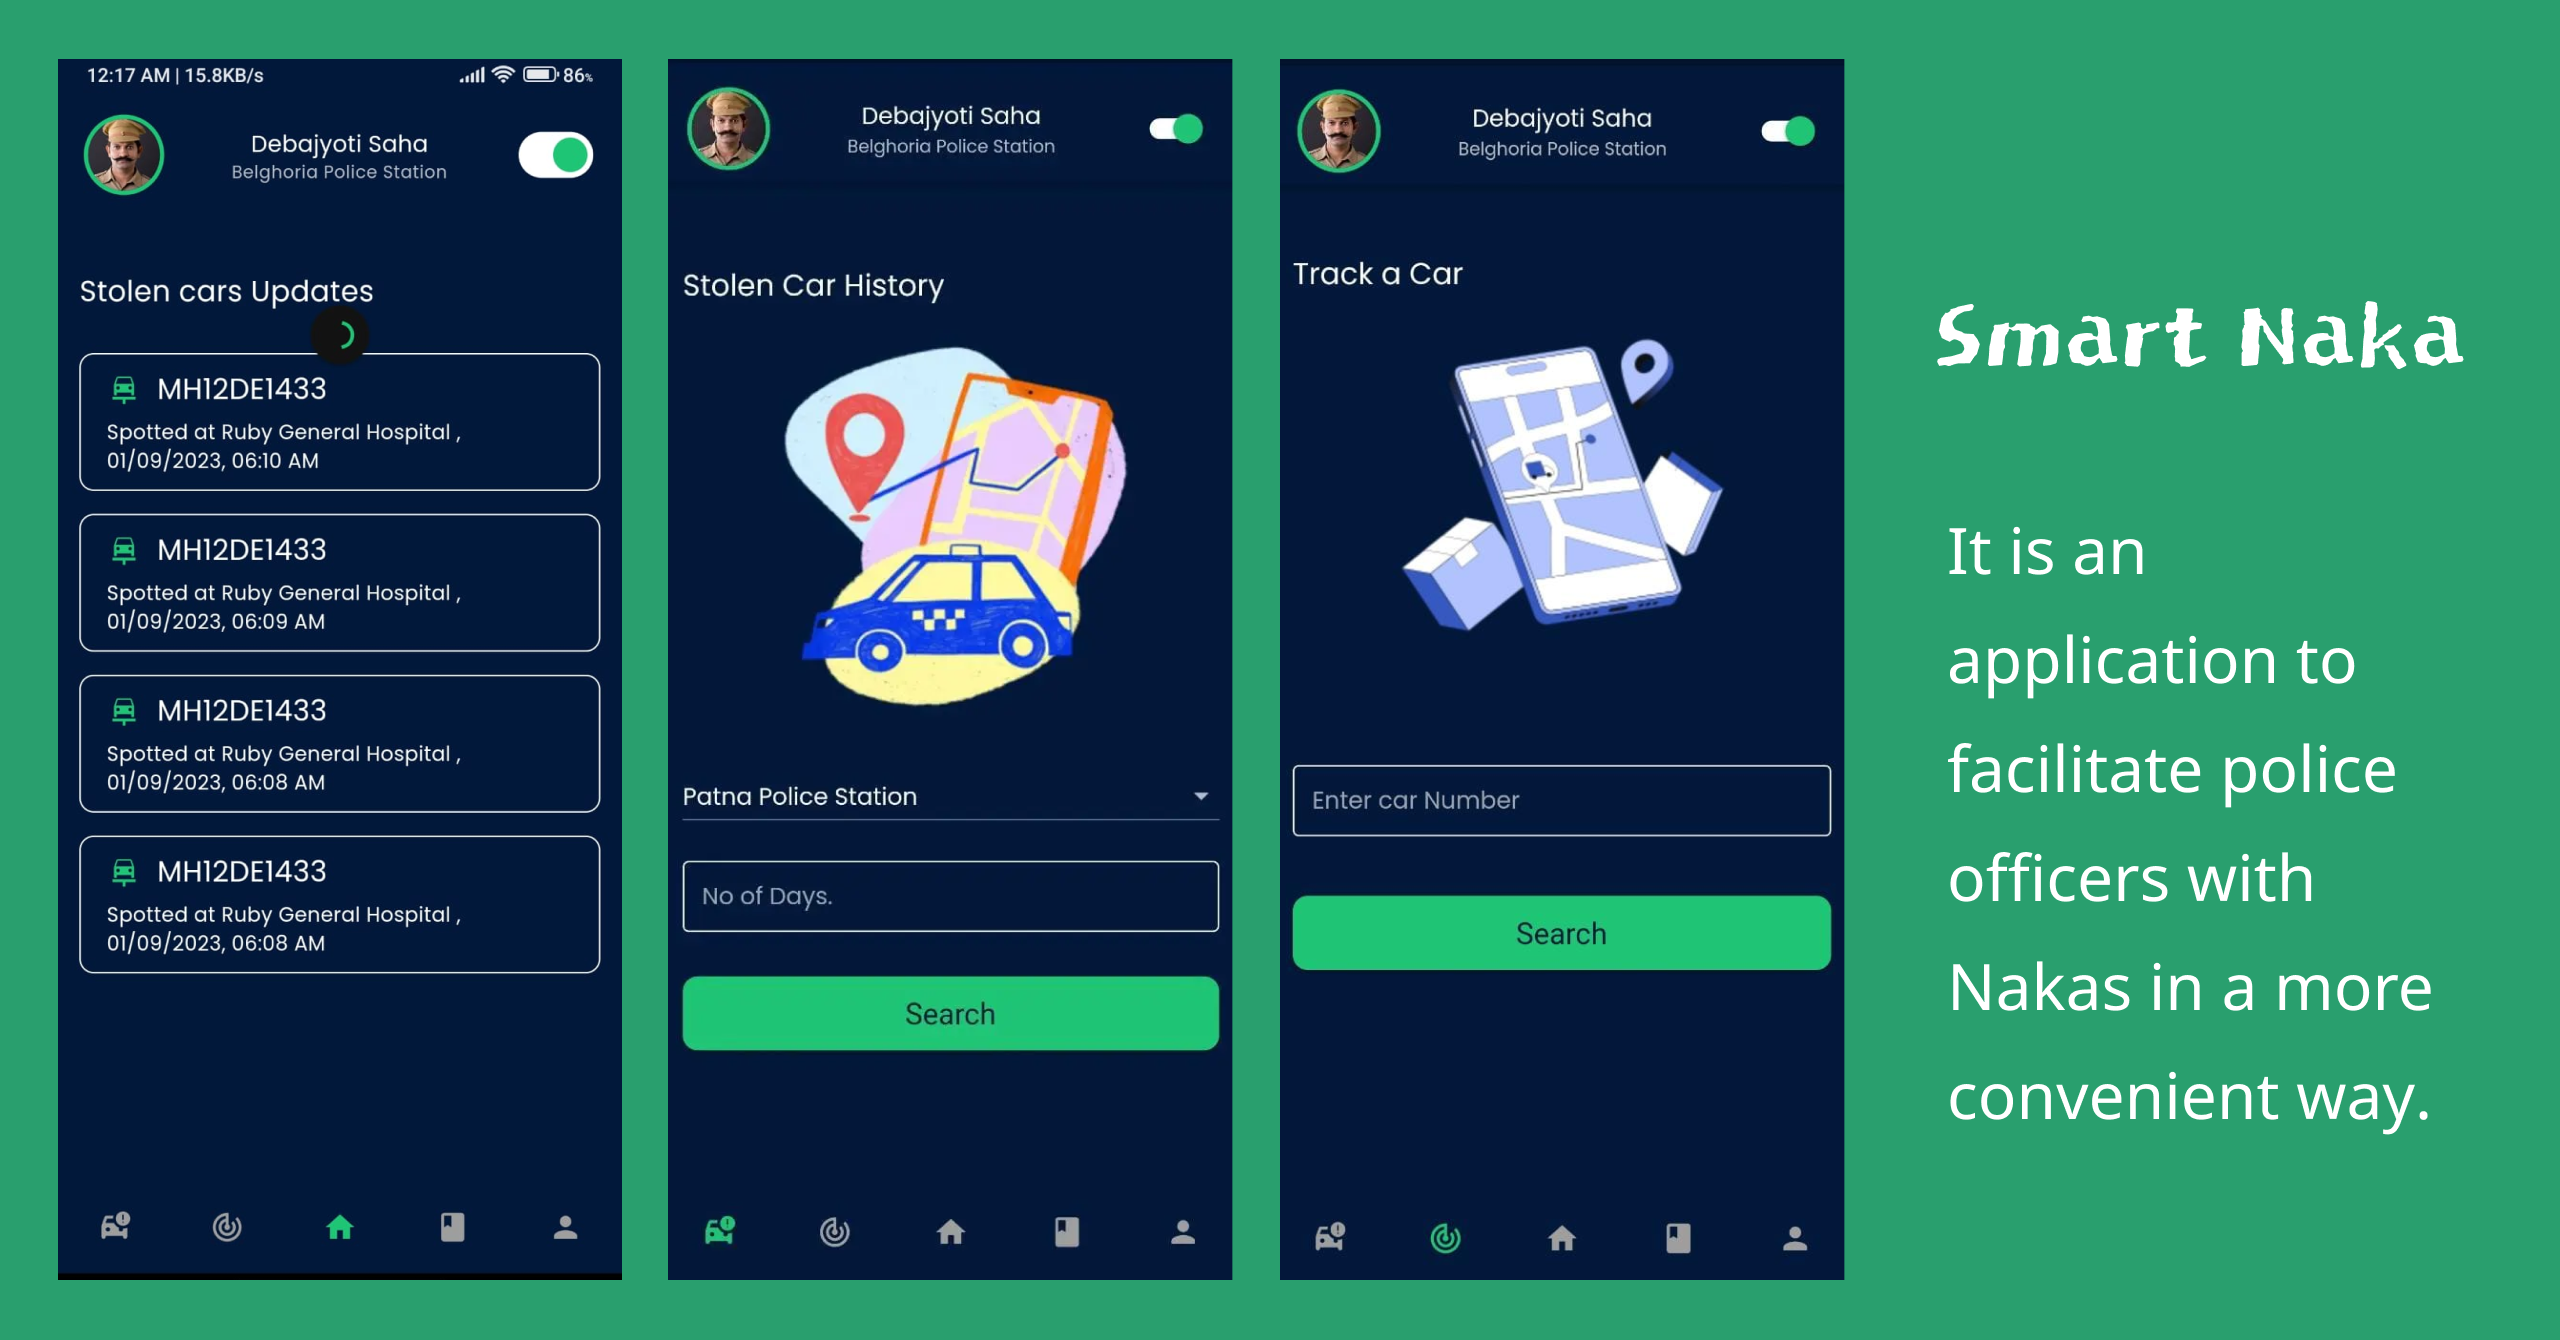 12:17 AM | 15.8KB/s
86%
Debajyoti Saha
Belghoria Police Station
Stolen cars Updates
MH12DE1433
Spotted at Ruby General Hospital ,
01/09/2023, 06:10 AM
MH12DE1433
Spotted at Ruby General Hospital ,
01/09/2023, 06:09 AM
MH12DE1433
Spotted at Ruby General Hospital ,
01/09/2023, 06:08 AM
MH12DE1433
Spotted at Ruby General Hospital ,
01/09/2023, 06:08 AM
Debajyoti Saha
Belghoria Police Station
Stolen Car History
Patna Police Station
No of Days.
Search
Debajyoti Saha
Belghoria Police Station
Track a Car
Enter car Number
Search
Smart Naka
It is an
application to
facilitate police
officers with
Nakas in a more
convenient way.